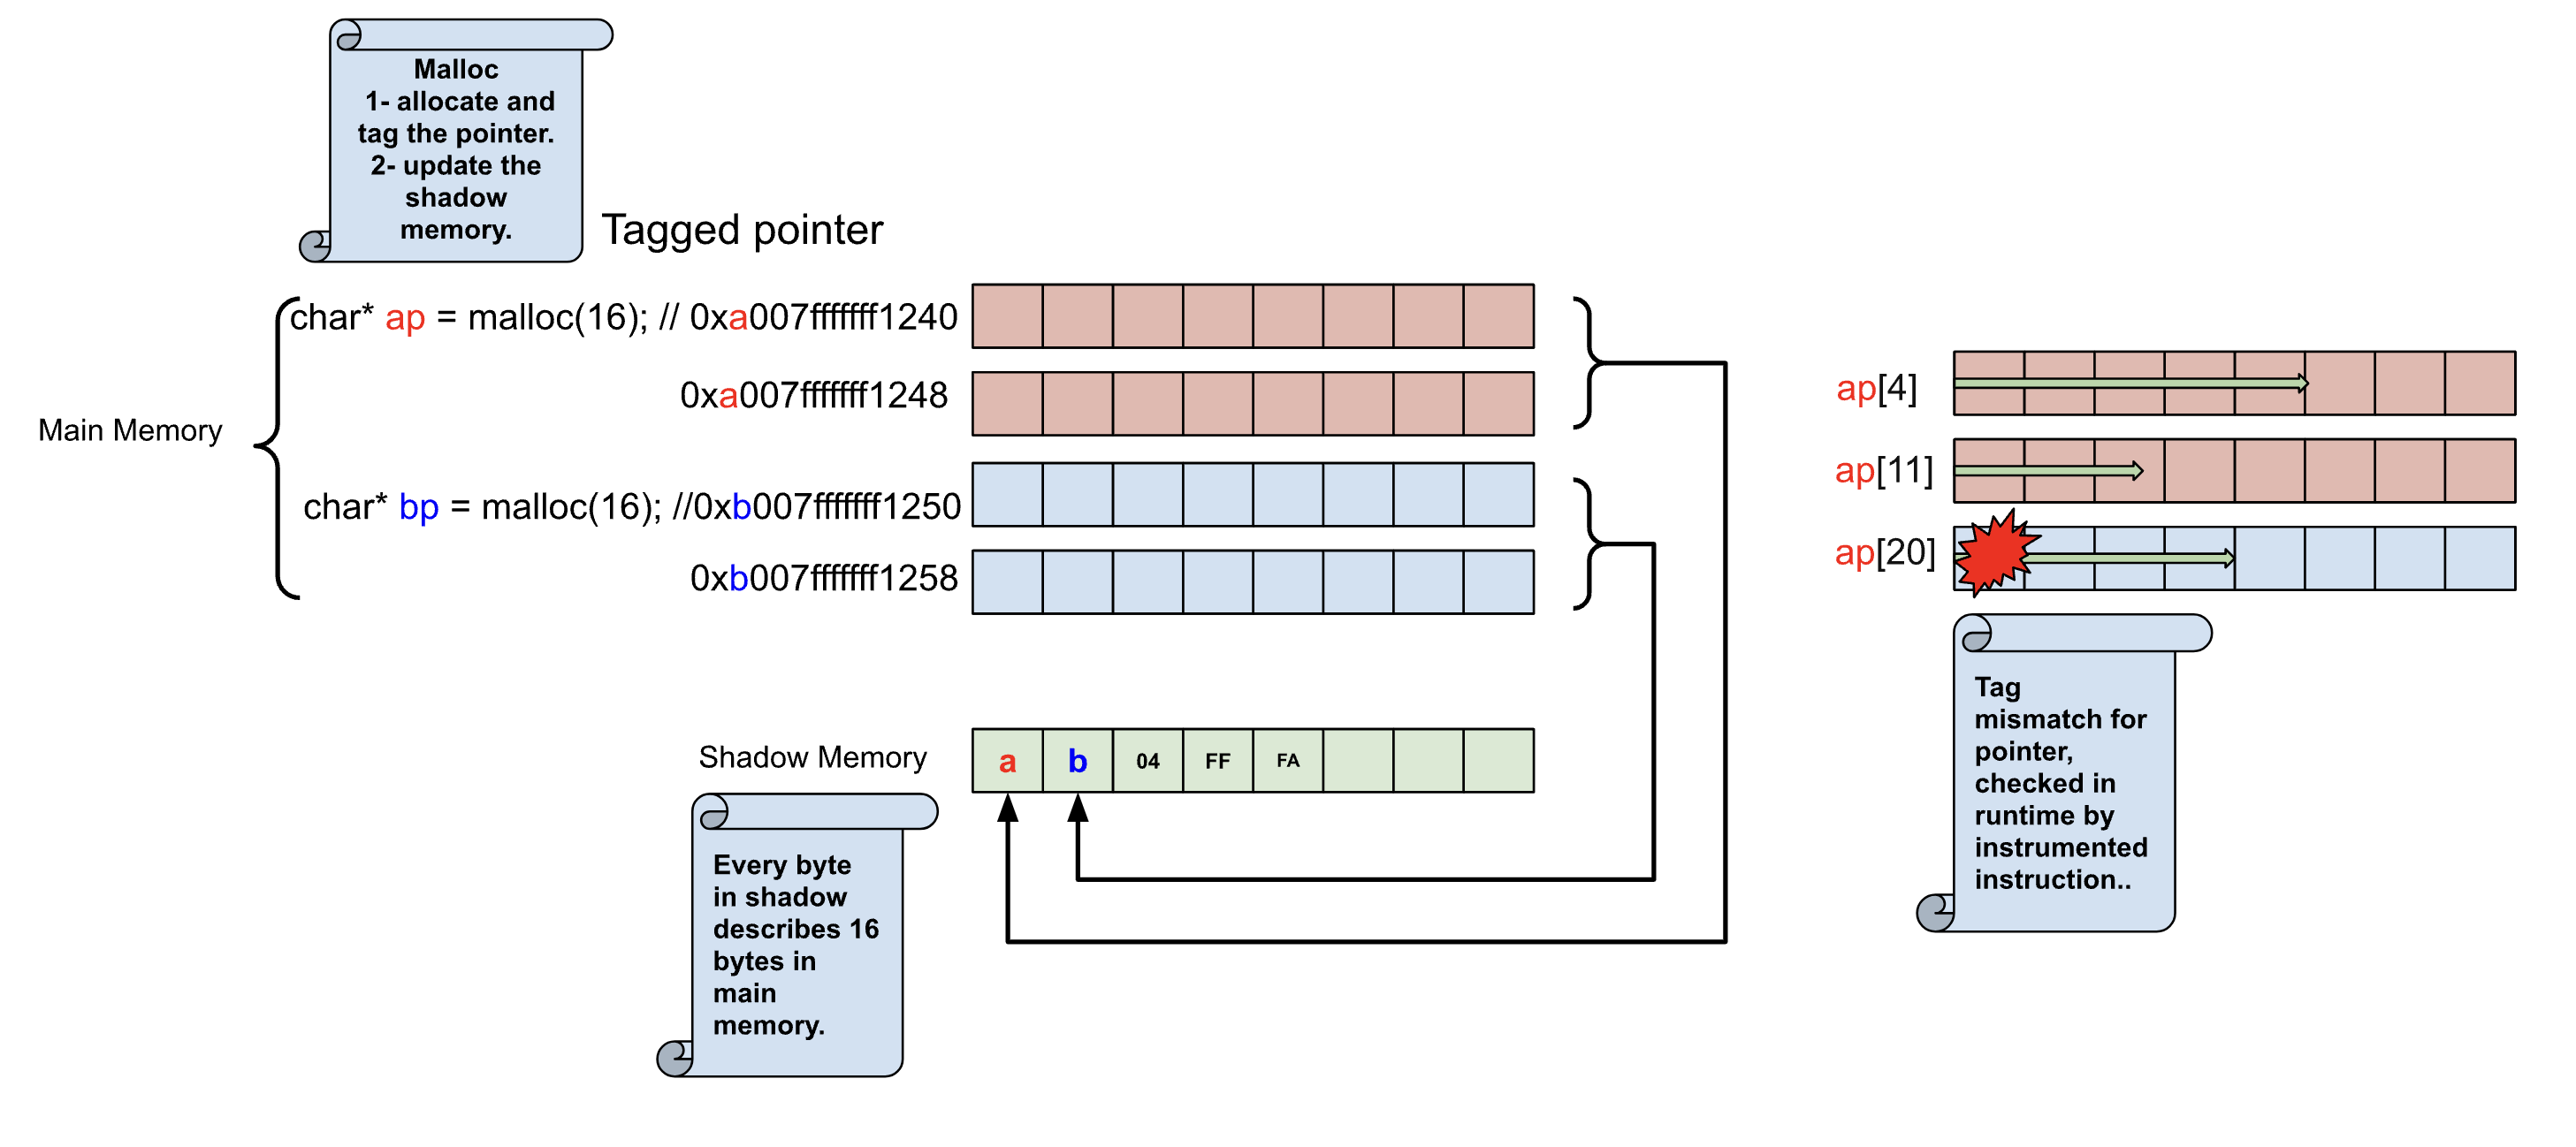 Malloc
1- allocate and
tag the pointer.
2- update the
shadow
memory.
Tagged pointer
char* ap = malloc(16); // 0xa007fffffff1240
0xa007fffffff1248
Main Memory
char* bp = malloc(16); //0xb007fffffff1250
0xb007fffffff1258
ap[4]
ap[11]
ap[20]
Shadow Memory
a b 04 FF FA
Every byte
in shadow
describes 16
bytes in
main
memory.
Tag
mismatch for
pointer,
checked in
runtime by
instrumented
instruction..